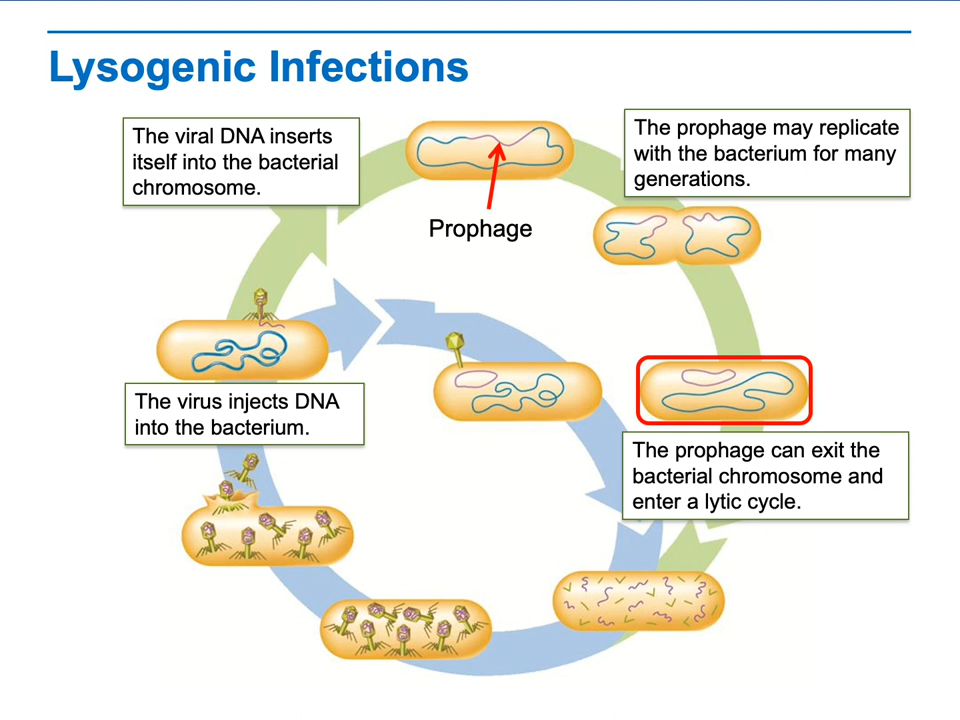 Lysogenic Infections
The viral DNA inserts
itself into the bacterial
chromosome.
The prophage may replicate
with the bacterium for many
generations.
Prophage
The virus injects DNA
into the bacterium.
The prophage can exit the
bacterial chromosome and
enter a lytic cycle.